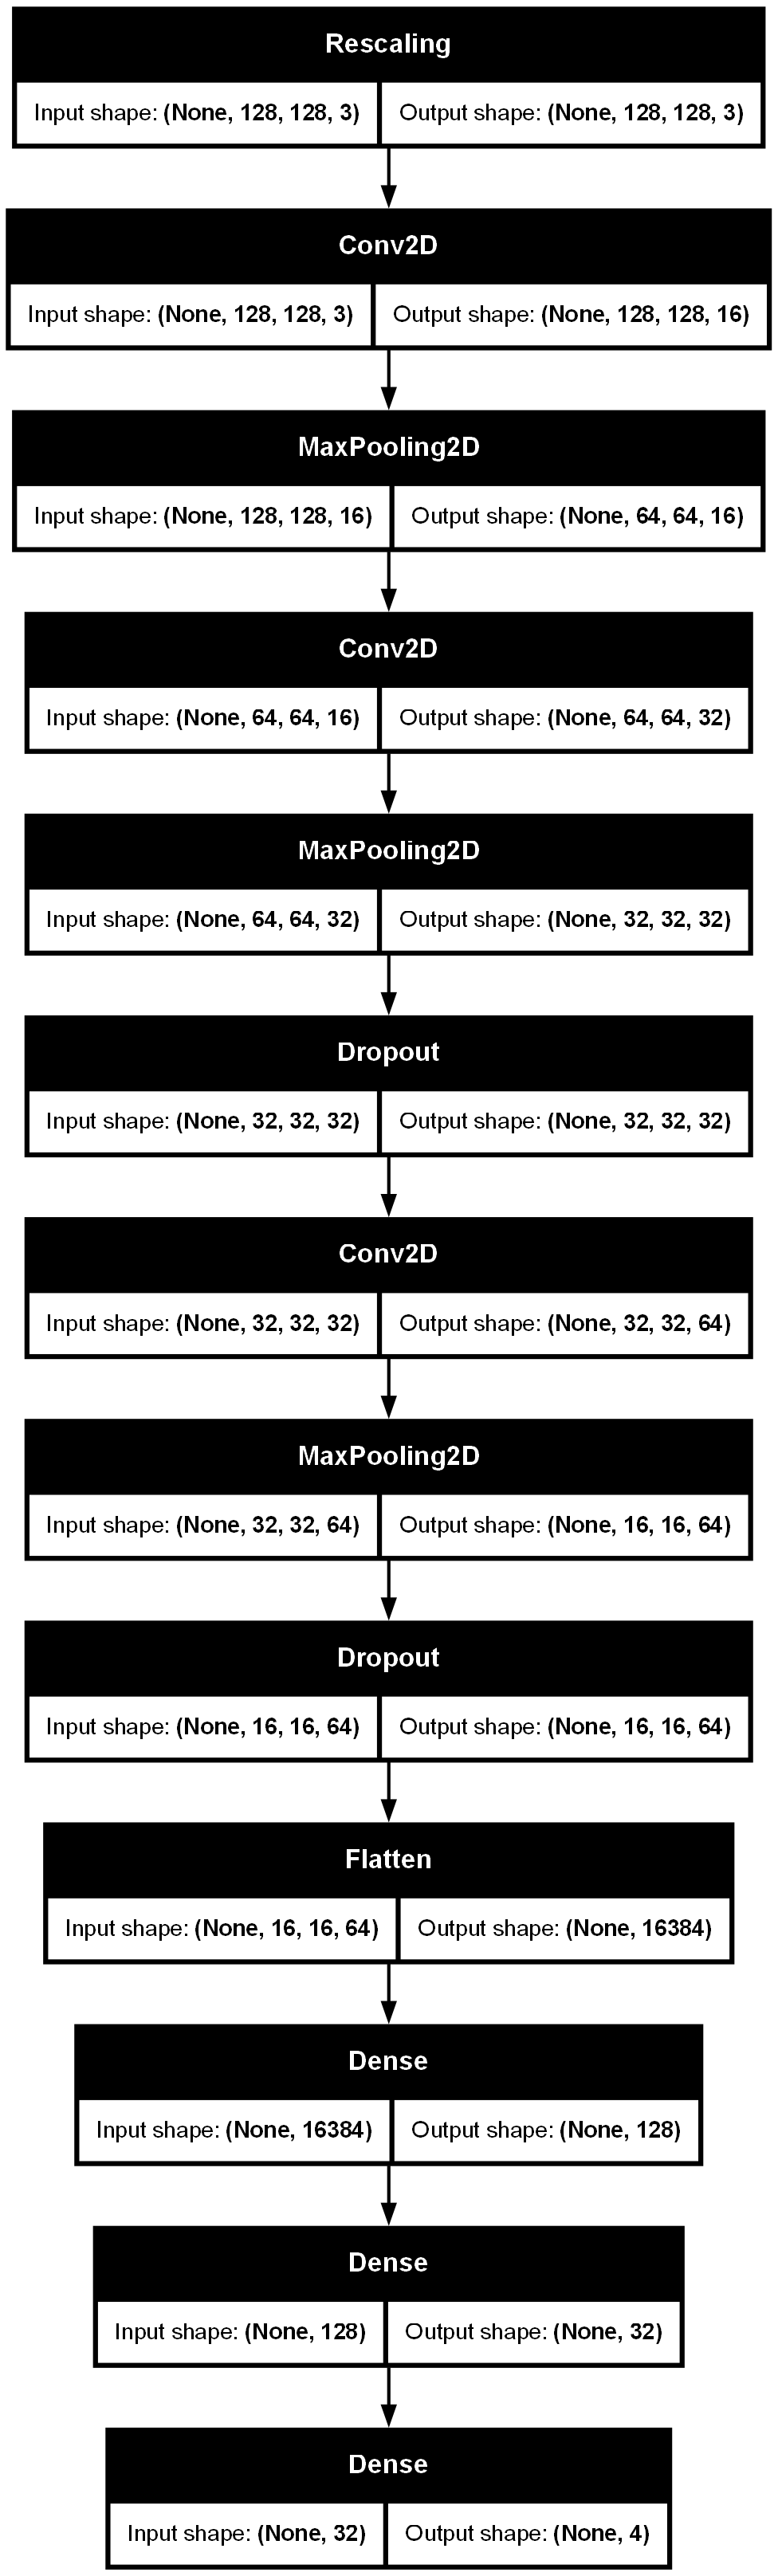 Rescaling
Input shape: (None, 128, 128, 3) Output shape: (None, 128, 128, 3)
Conv2D
Input shape: (None, 128, 128, 3) Output shape: (None, 128, 128, 16)
MaxPooling2D
Input shape: (None, 128, 128, 16) Output shape: (None, 64, 64, 16)
Conv2D
Input shape: (None, 64, 64, 16) Output shape: (None, 64, 64, 32)
MaxPooling2D
Input shape: (None, 64, 64, 32) Output shape: (None, 32, 32, 32)
Dropout
Input shape: (None, 32, 32, 32) Output shape: (None, 32, 32, 32)
Conv2D
Input shape: (None, 32, 32, 32) Output shape: (None, 32, 32, 64)
MaxPooling2D
Input shape: (None, 32, 32, 64) Output shape: (None, 16, 16, 64)
Dropout
Input shape: (None, 16, 16, 64) Output shape: (None, 16, 16, 64)
Flatten
Input shape: (None, 16, 16, 64) Output shape: (None, 16384)
Dense
Input shape: (None, 16384) Output shape: (None, 128)
Dense
Input shape: (None, 128) Output shape: (None, 32)
Dense
Input shape: (None, 32) Output shape: (None, 4)